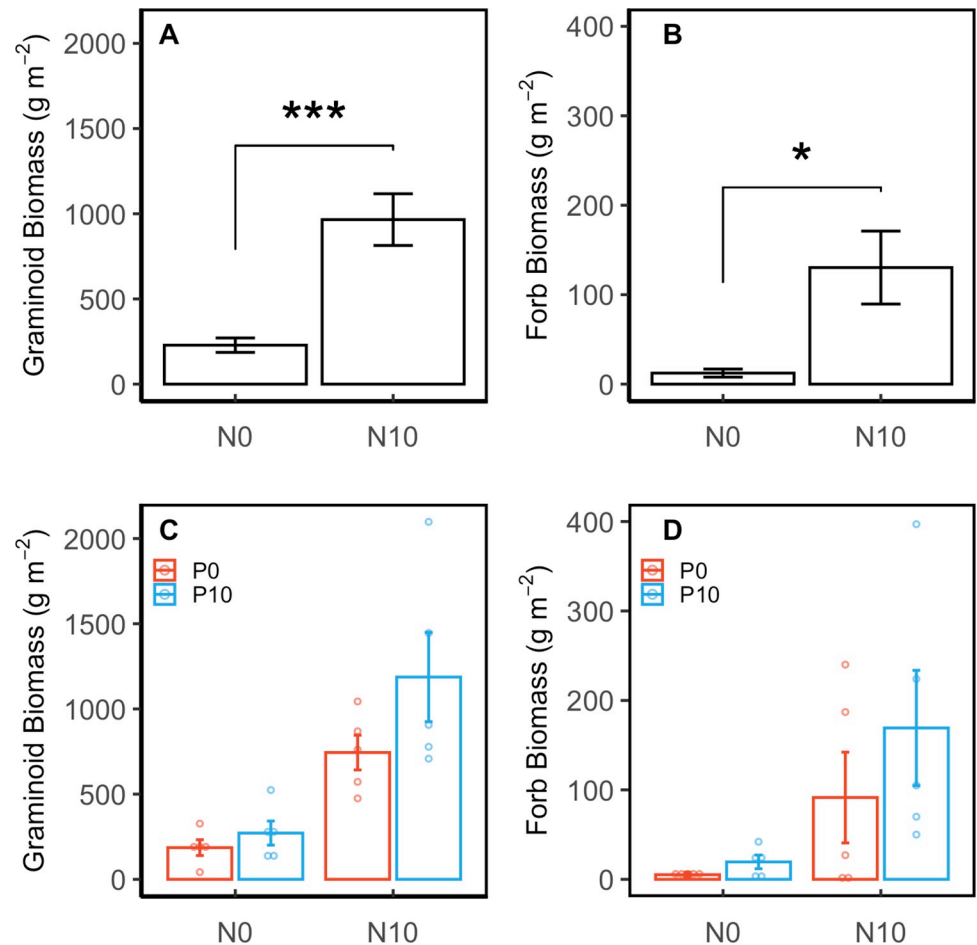 A
Graminoid Biomass (g m⁻²)
2000
1500
1000
500
0
***
N0 N10
B
Forb Biomass (g m⁻²)
400
300
200
100
0
*
N0 N10
C
Graminoid Biomass (g m⁻²)
2000
1500
1000
500
0
P0
P10
N0 N10
D
Forb Biomass (g m⁻²)
400
300
200
100
0
P0
P10
N0 N10